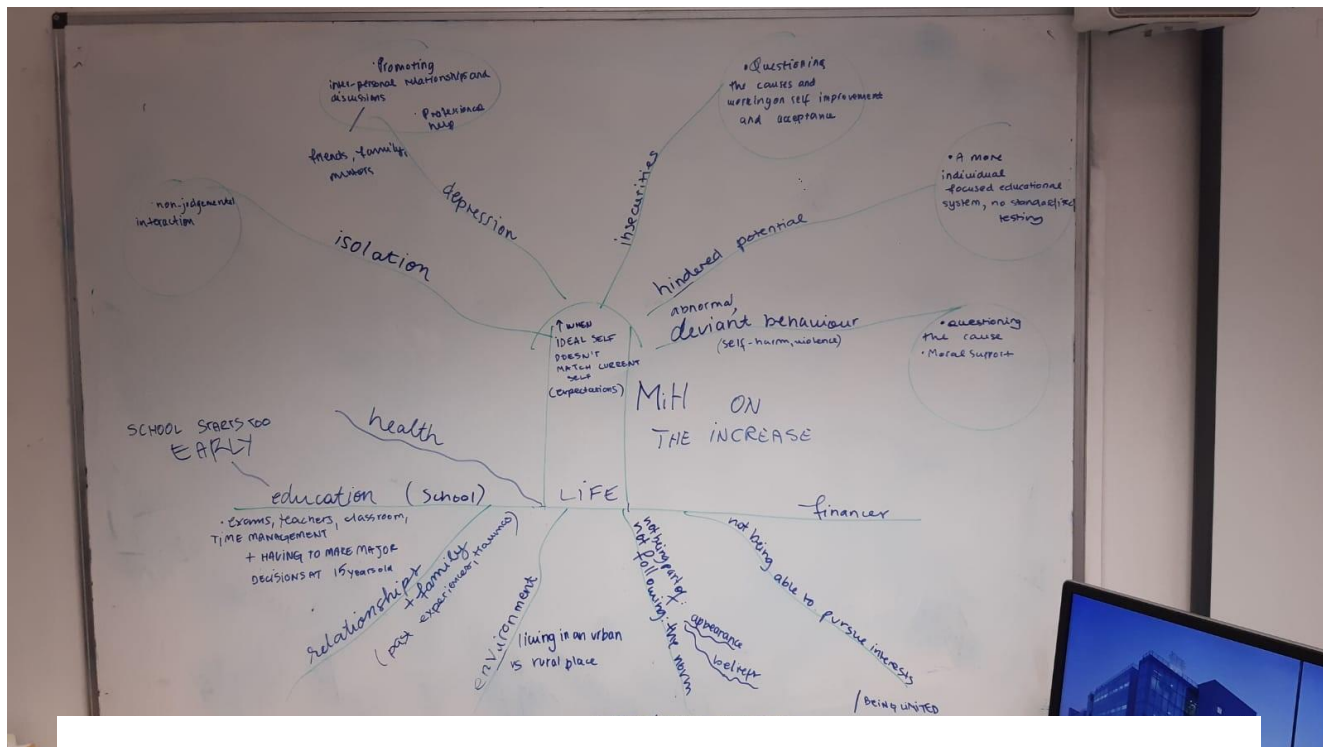 • Promoting
inter-personal relationships and
discussions
• Professional
help
friends, family,
mentors
depression
non-judgemental
interaction
isolation
• Questioning
the causes and
working on self improvement
and acceptance
insecurities
• A more
individual
focused educational
system, no standardised
testing
hindered potential
abnormal,
deviant behaviour
(self-harm, violence)
• questioning
the cause
• Moral Support
↑ WHEN
IDEAL SELF
DOESN'T
MATCH CURRENT
SELF
(expectations)
MiH ON
THE INCREASE
health
SCHOOL STARTS TOO
EARLY
education (school)
• exams, teachers, classroom,
TIME MANAGEMENT
+ HAVING TO MAKE MAJOR
DECISIONS AT 15 years old
LiFE
relationships
+ family
(past experiences, traumas)
environment
living in an urban
vs rural place
not being part of:
not following the norm
appearance
beliefs
not being able to pursue interests
/ BEING LIMITED